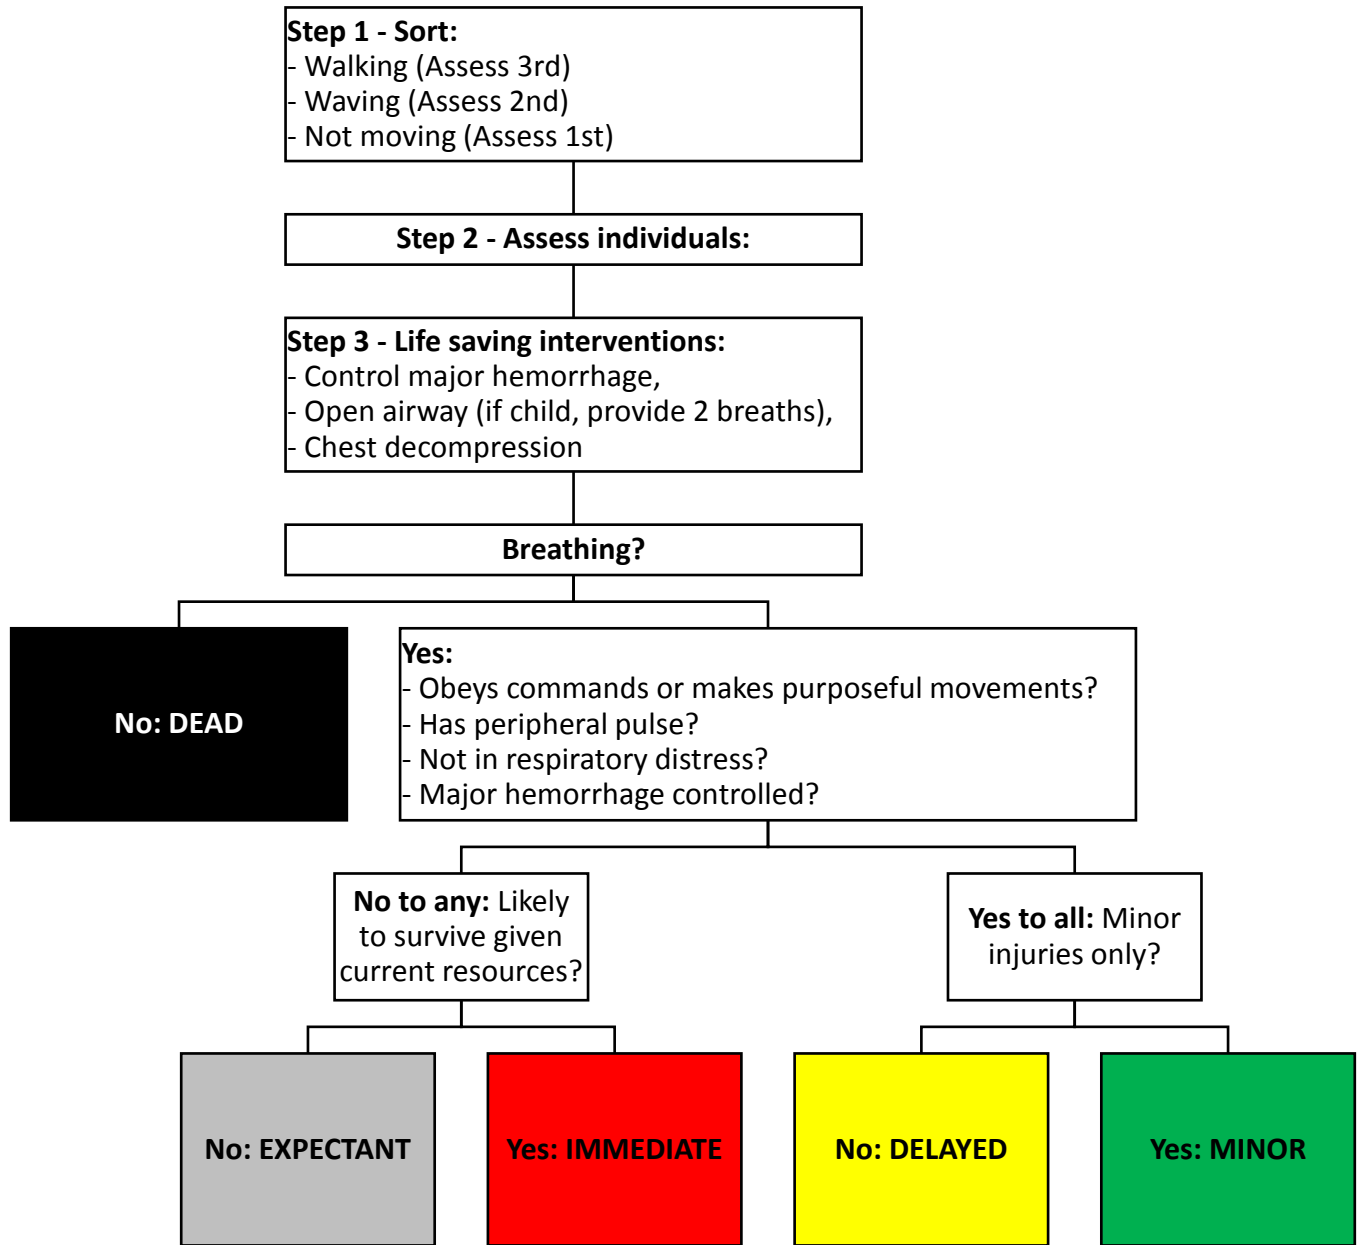 Step 1 - Sort:
- Walking (Assess 3rd)
- Waving (Assess 2nd)
- Not moving (Assess 1st)
Step 2 - Assess individuals:
Step 3 - Life saving interventions:
- Control major hemorrhage,
- Open airway (if child, provide 2 breaths),
- Chest decompression
Breathing?
No: DEAD
Yes:
- Obeys commands or makes purposeful movements?
- Has peripheral pulse?
- Not in respiratory distress?
- Major hemorrhage controlled?
No to any: Likely
to survive given
current resources?
Yes to all: Minor
injuries only?
No: EXPECTANT
Yes: IMMEDIATE
No: DELAYED
Yes: MINOR